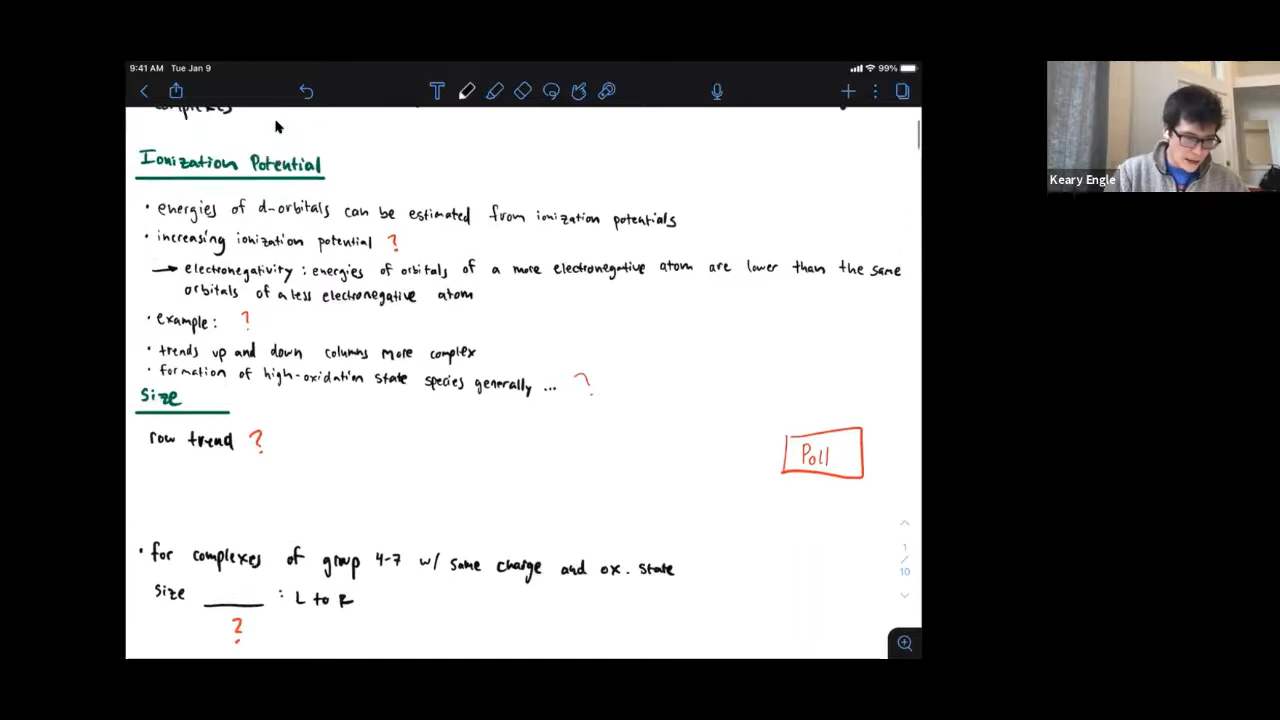 9:41 AM Tue Jan 9
99%
T
complexes
Ionization Potential
• energies of d-orbitals can be estimated from ionization potentials
• increasing ionization potential ?
→ electronegativity : energies of orbitals of a more electronegative atom are lower than the same
orbitals of a less electronegative atom
• example: ?
• trends up and down columns more complex
• formation of high-oxidation state species generally ... ?
Size
row trend ?
Poll
• for complexes of group 4-7 w/ same charge and ox. state
size ______ : L to R
?
1
/
10
Keary Engle